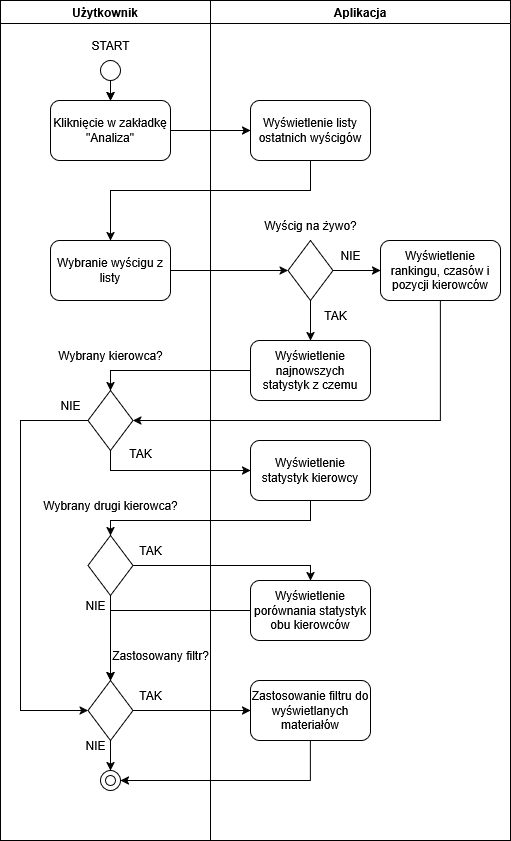 Użytkownik
Aplikacja
START
Kliknięcie w zakładkę
"Analiza"
Wyświetlenie listy
ostatnich wyścigów
Wyścig na żywo?
Wybranie wyścigu z
listy
NIE
Wyświetlenie
rankingu, czasów i
pozycji kierowców
TAK
Wyświetlenie
najnowszych
statystyk z czemu
Wybrany kierowca?
NIE
TAK
Wyświetlenie
statystyk kierowcy
Wybrany drugi kierowca?
TAK
NIE
Wyświetlenie
porównania statystyk
obu kierowców
Zastosowany filtr?
TAK
Zastosowanie filtru do
wyświetlanych
materiałów
NIE